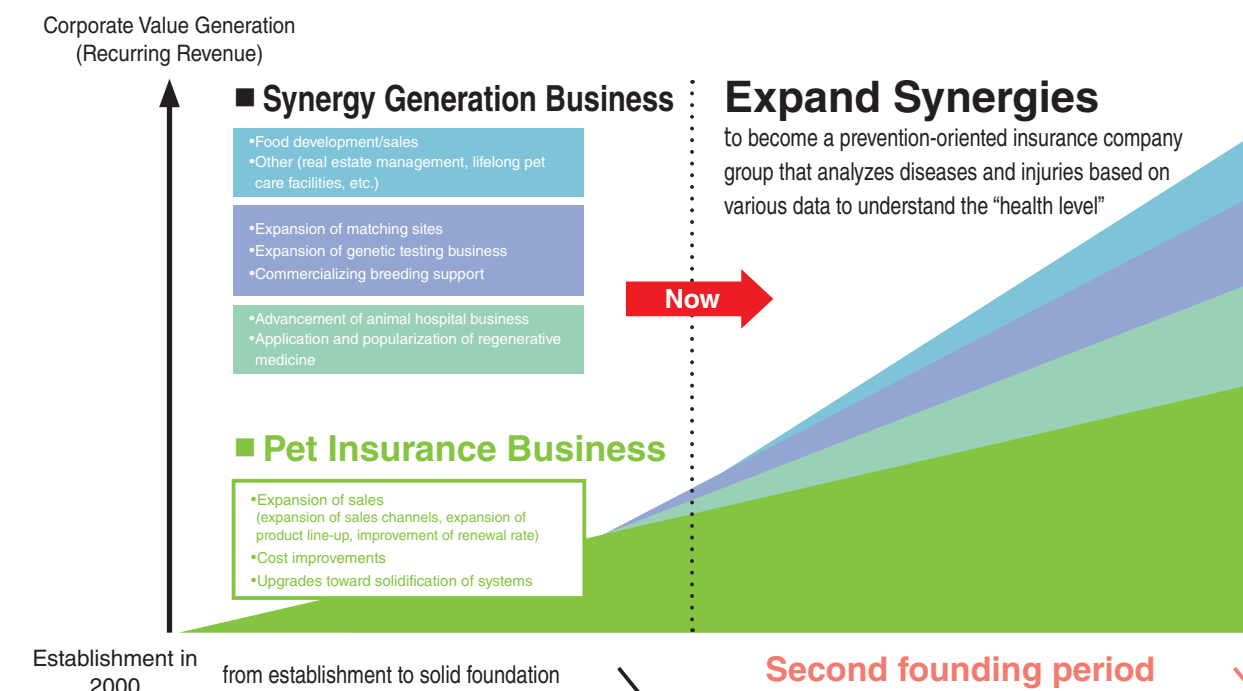 Corporate Value Generation
(Recurring Revenue)
■ Synergy Generation Business
•Food development/sales
•Other (real estate management, lifelong pet
care facilities, etc.)
•Expansion of matching sites
•Expansion of genetic testing business
•Commercializing breeding support
•Advancement of animal hospital business
•Application and popularization of regenerative
medicine
■ Pet Insurance Business
•Expansion of sales
(expansion of sales channels, expansion of
product line-up, improvement of renewal rate)
•Cost improvements
•Upgrades toward solidification of systems
Expand Synergies
to become a prevention-oriented insurance company
group that analyzes diseases and injuries based on
various data to understand the “health level”
Now
Establishment in
2000
from establishment to solid foundation
Second founding period